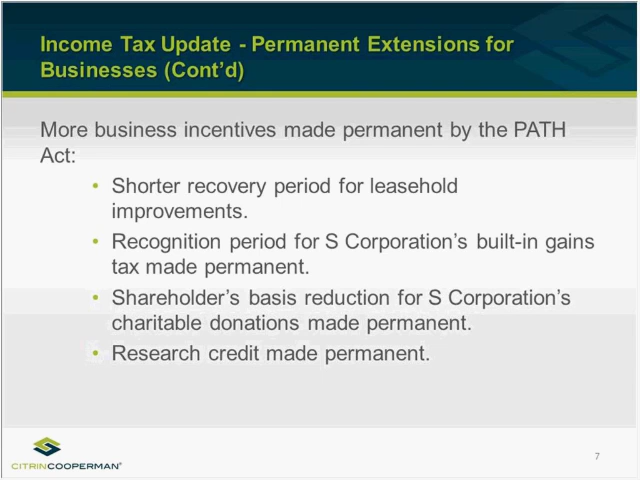 Income Tax Update - Permanent Extensions for
Businesses (Cont’d)
More business incentives made permanent by the PATH
Act:
• Shorter recovery period for leasehold
improvements.
• Recognition period for S Corporation’s built-in gains
tax made permanent.
• Shareholder’s basis reduction for S Corporation’s
charitable donations made permanent.
• Research credit made permanent.
CITRINCOOPERMAN®
7